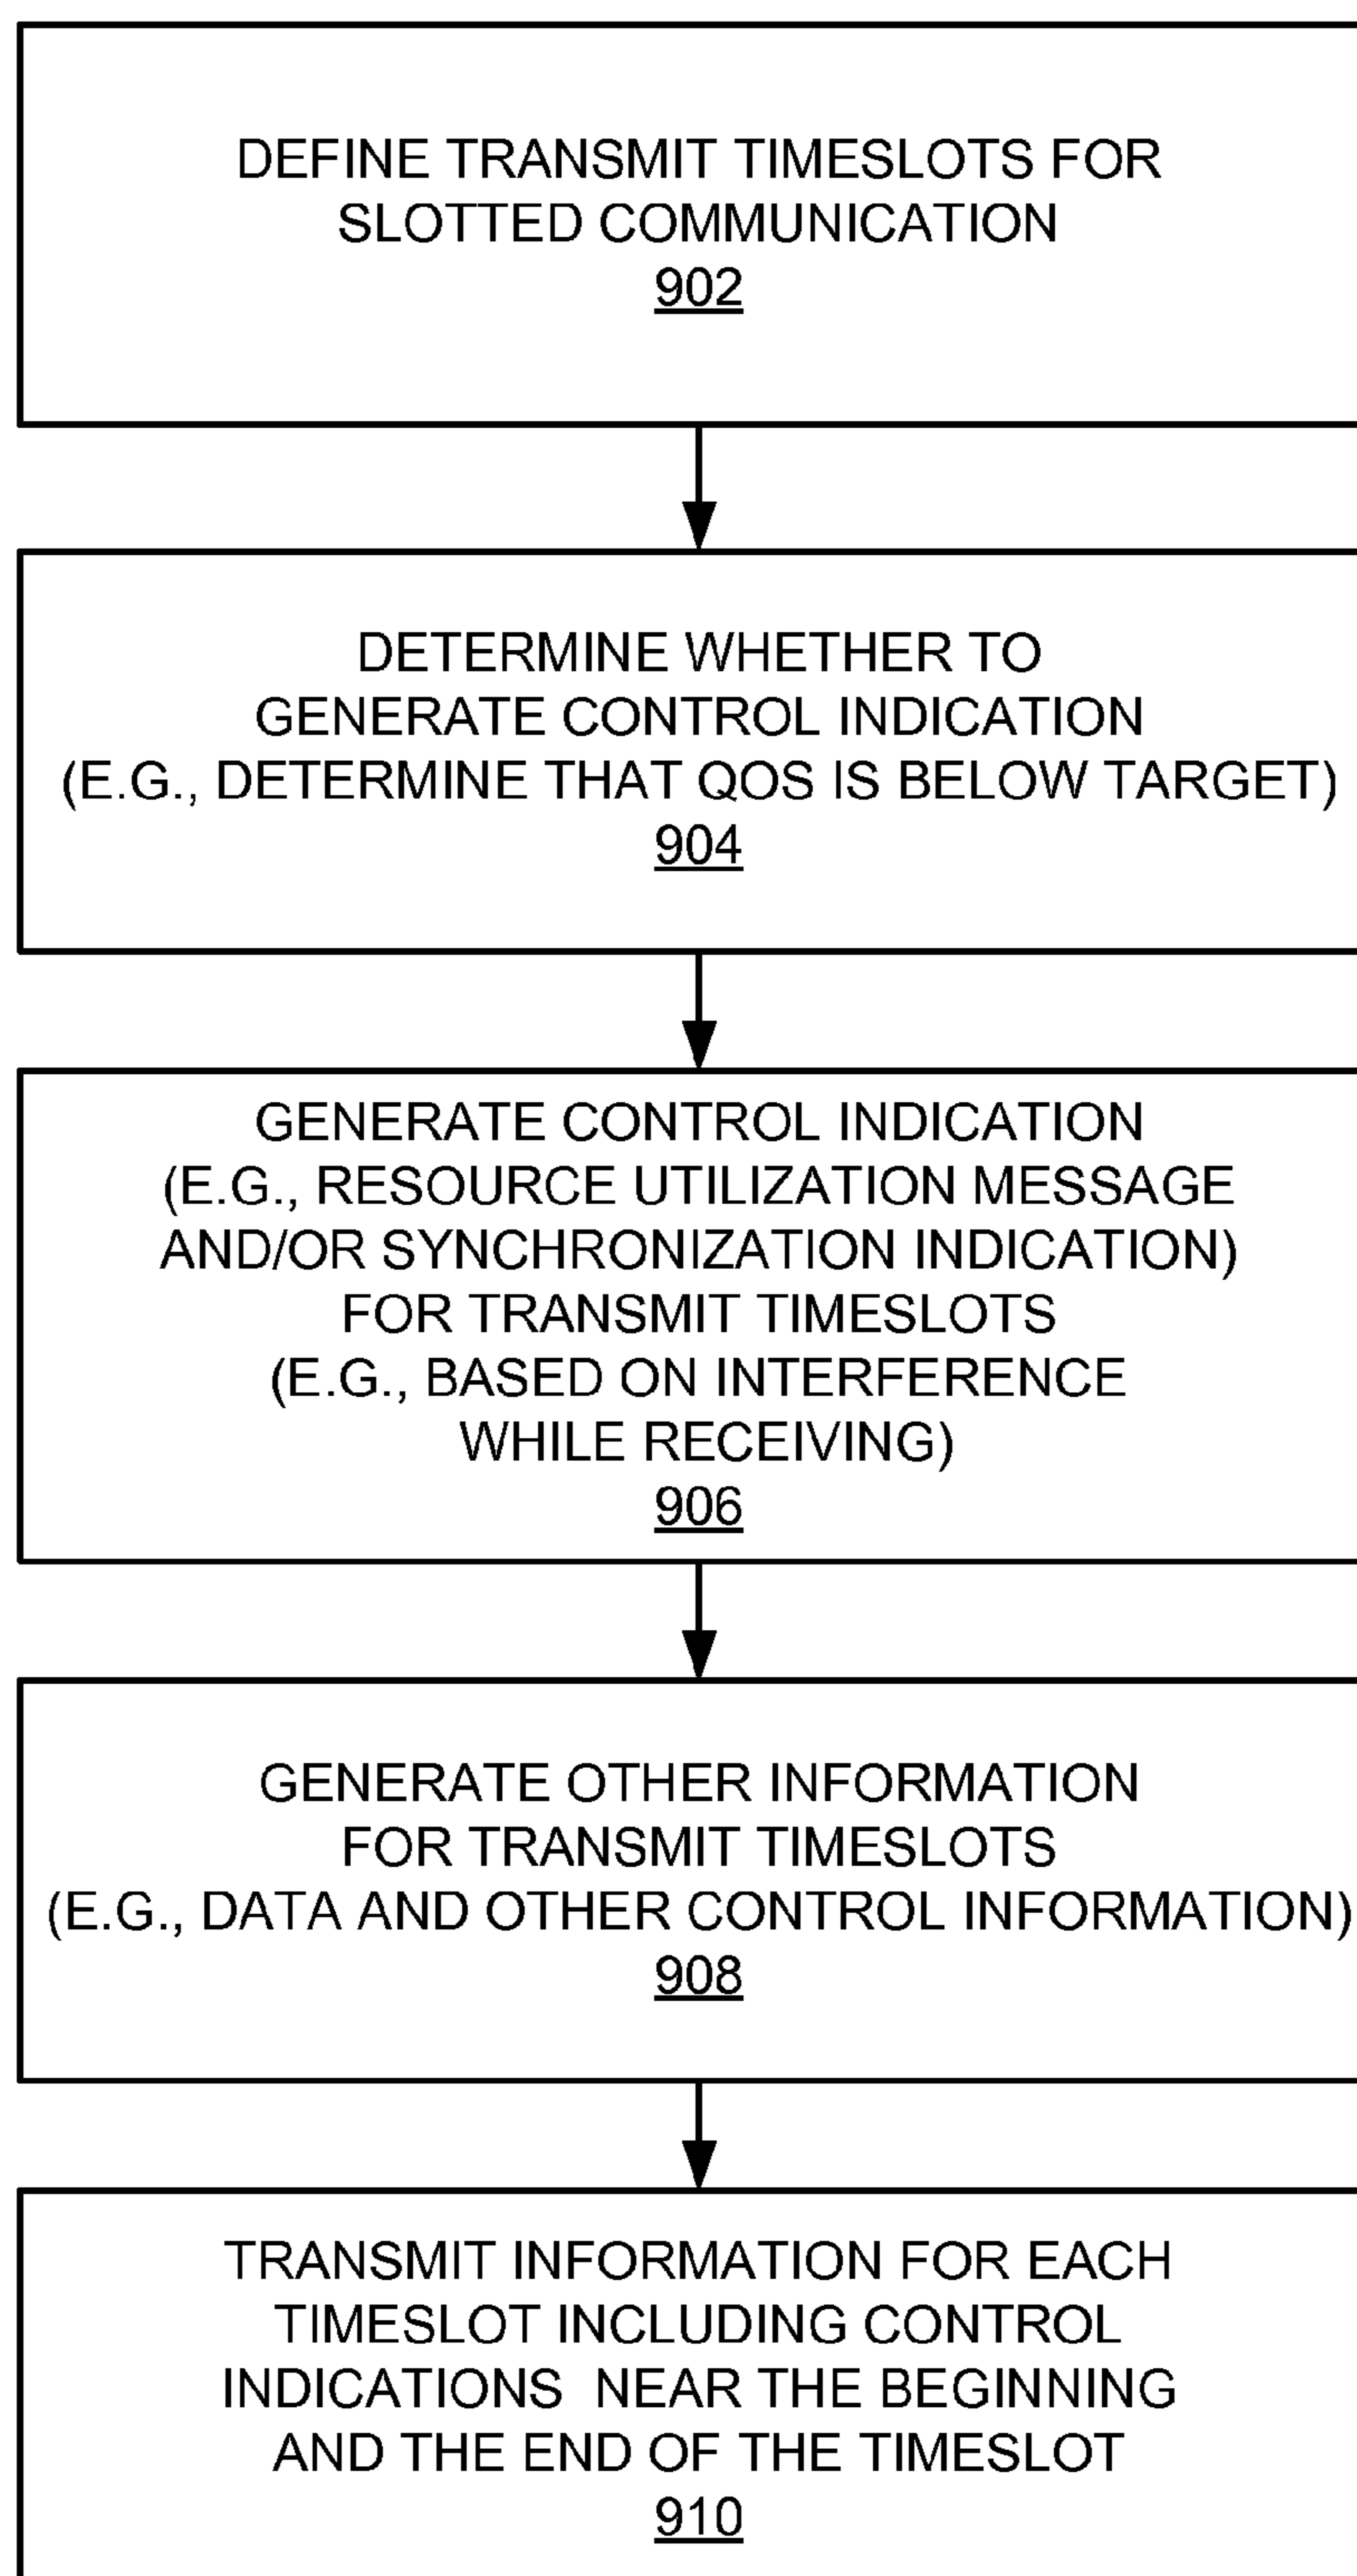 DEFINE TRANSMIT TIMESLOTS FOR
SLOTTED COMMUNICATION
902
DETERMINE WHETHER TO
GENERATE CONTROL INDICATION
(E.G., DETERMINE THAT QOS IS BELOW TARGET)
904
GENERATE CONTROL INDICATION
(E.G., RESOURCE UTILIZATION MESSAGE
AND/OR SYNCHRONIZATION INDICATION)
FOR TRANSMIT TIMESLOTS
(E.G., BASED ON INTERFERENCE
WHILE RECEIVING)
906
GENERATE OTHER INFORMATION
FOR TRANSMIT TIMESLOTS
(E.G., DATA AND OTHER CONTROL INFORMATION)
908
TRANSMIT INFORMATION FOR EACH
TIMESLOT INCLUDING CONTROL
INDICATIONS  NEAR THE BEGINNING
AND THE END OF THE TIMESLOT
910